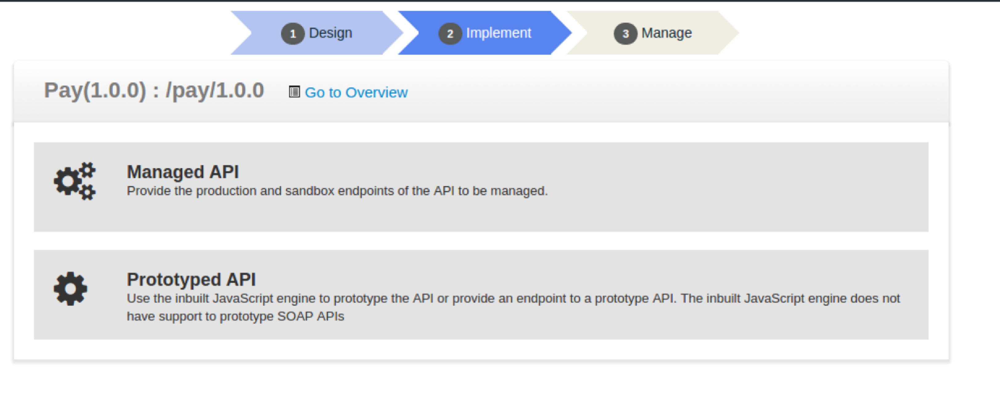 1 Design
2 Implement
3 Manage
Pay(1.0.0) : /pay/1.0.0 Go to Overview
Managed API
Provide the production and sandbox endpoints of the API to be managed.
Prototyped API
Use the inbuilt JavaScript engine to prototype the API or provide an endpoint to a prototype API. The inbuilt JavaScript engine does not
have support to prototype SOAP APIs